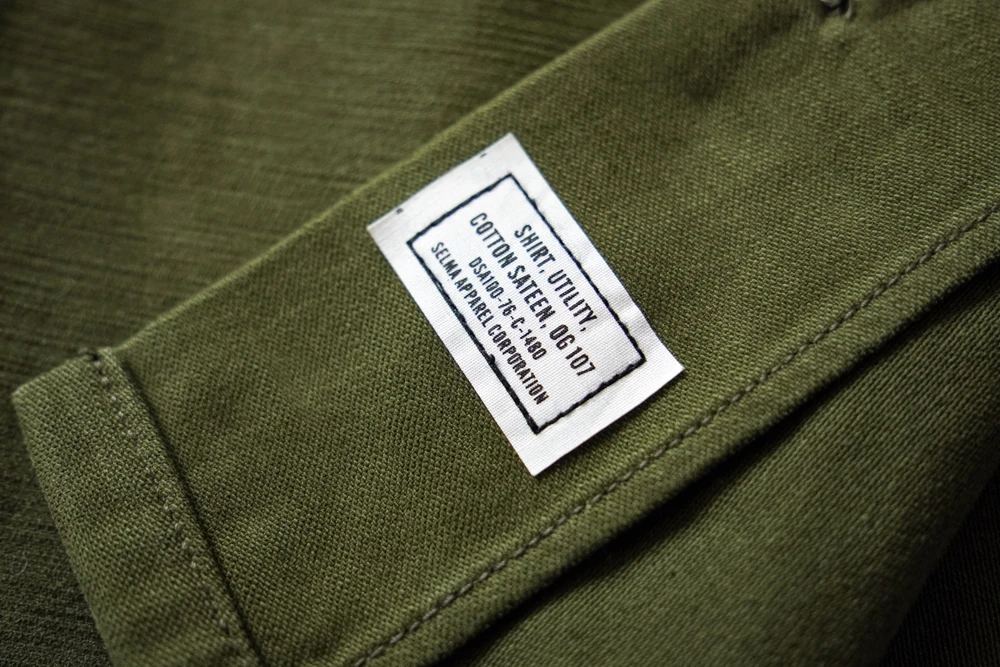 SHIRT, UTILITY,
COTTON SATEEN, OG 107
DSA100-76-C-1480
SELMA APPAREL CORPORATION